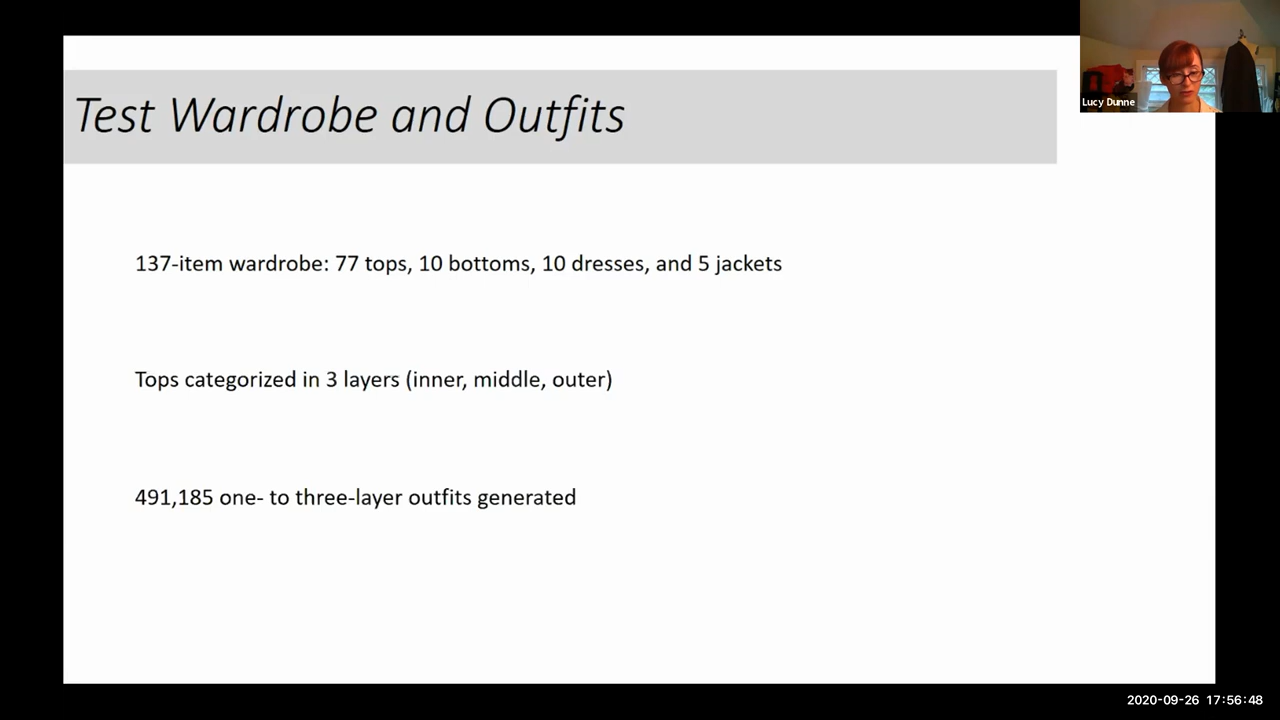 Test Wardrobe and Outfits
Lucy Dunne
137-item wardrobe: 77 tops, 10 bottoms, 10 dresses, and 5 jackets
Tops categorized in 3 layers (inner, middle, outer)
491,185 one- to three-layer outfits generated
2020-09-26 17:56:48